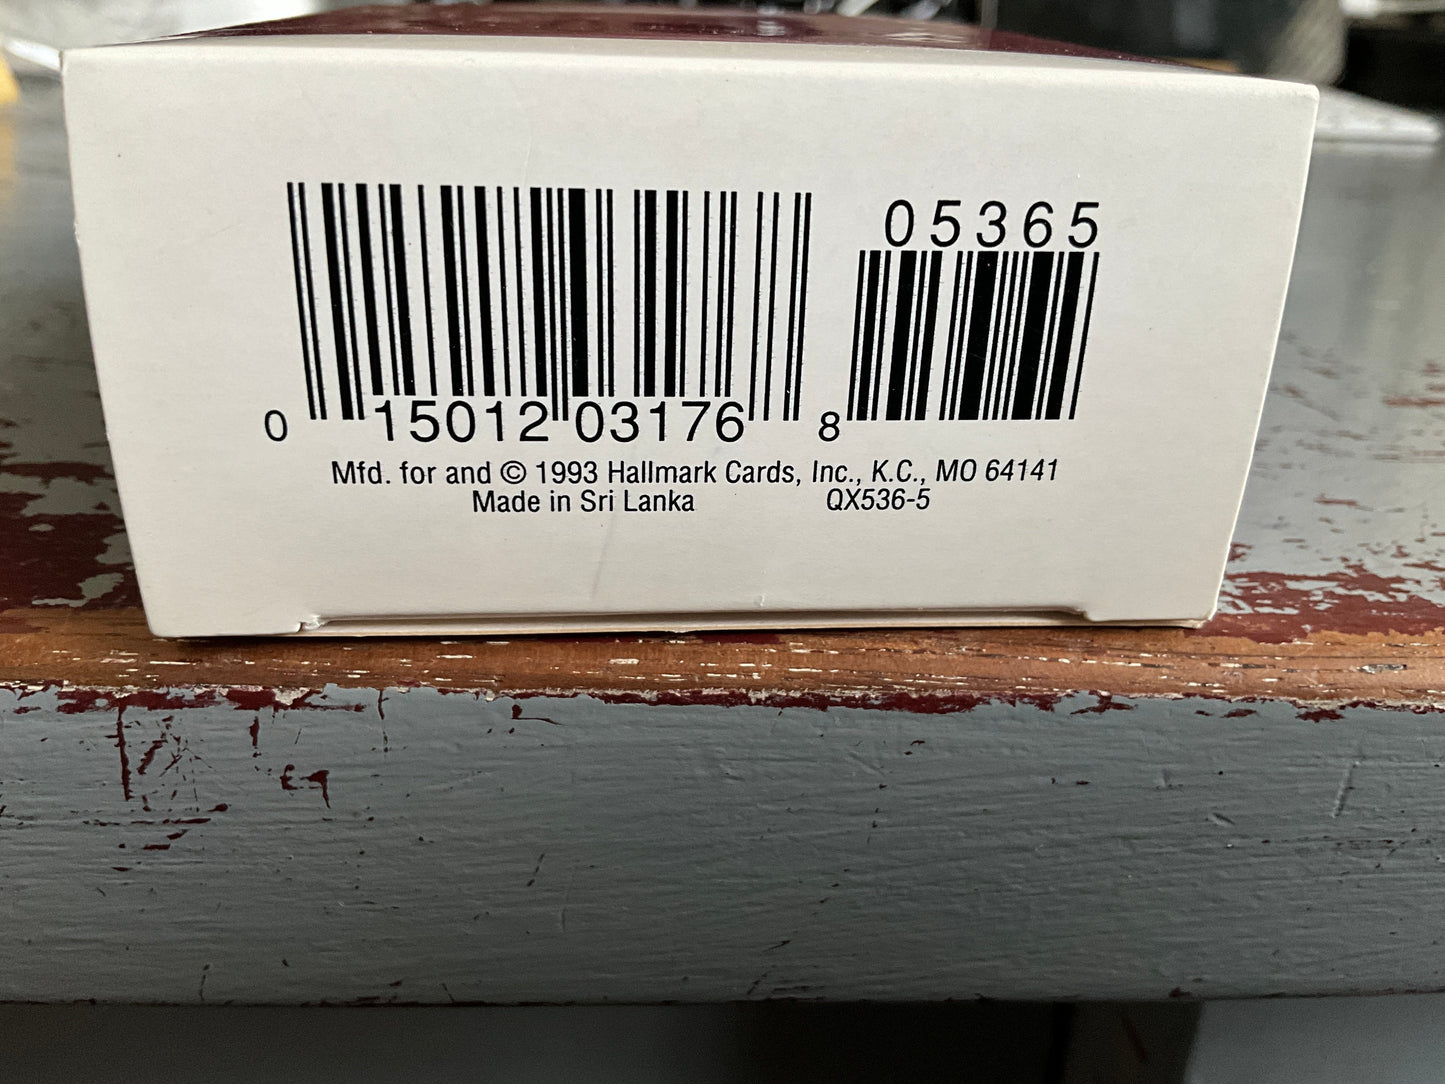 05365
0 15012 03176 8
Mfd. for and © 1993 Hallmark Cards, Inc., K.C., MO 64141
Made in Sri Lanka QX536-5